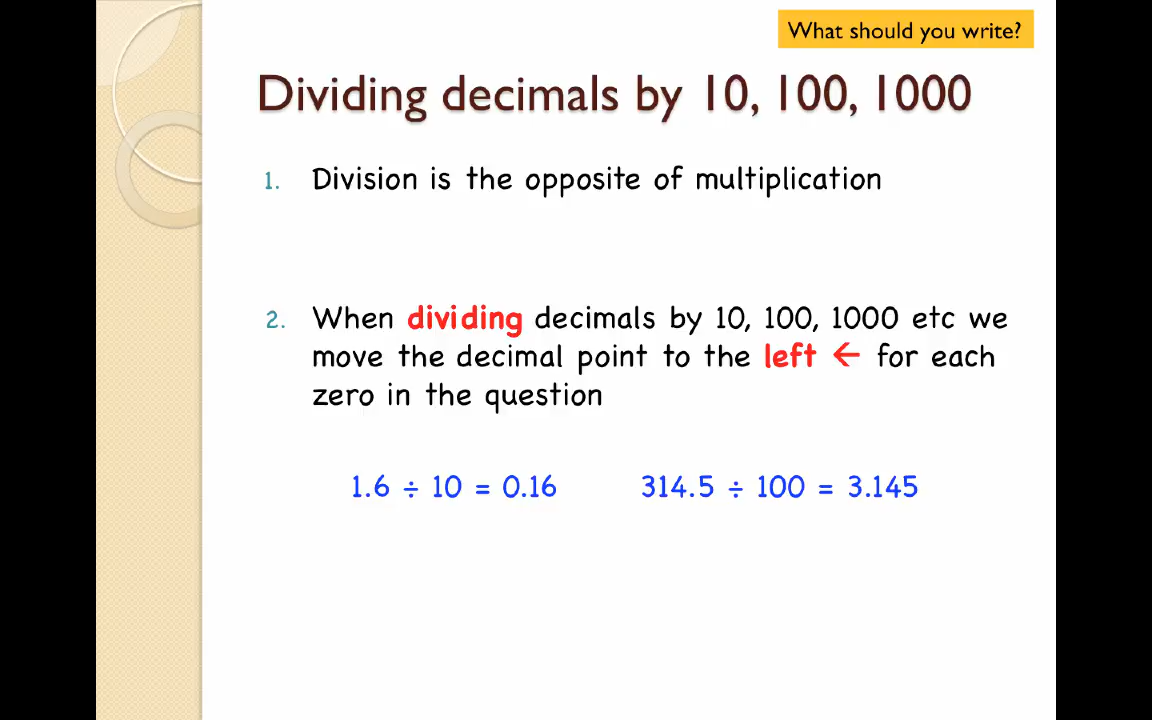 What should you write?
Dividing decimals by 10, 100, 1000
1. Division is the opposite of multiplication
2. When dividing decimals by 10, 100, 1000 etc we
move the decimal point to the left ← for each
zero in the question
1.6 ÷ 10 = 0.16 314.5 ÷ 100 = 3.145